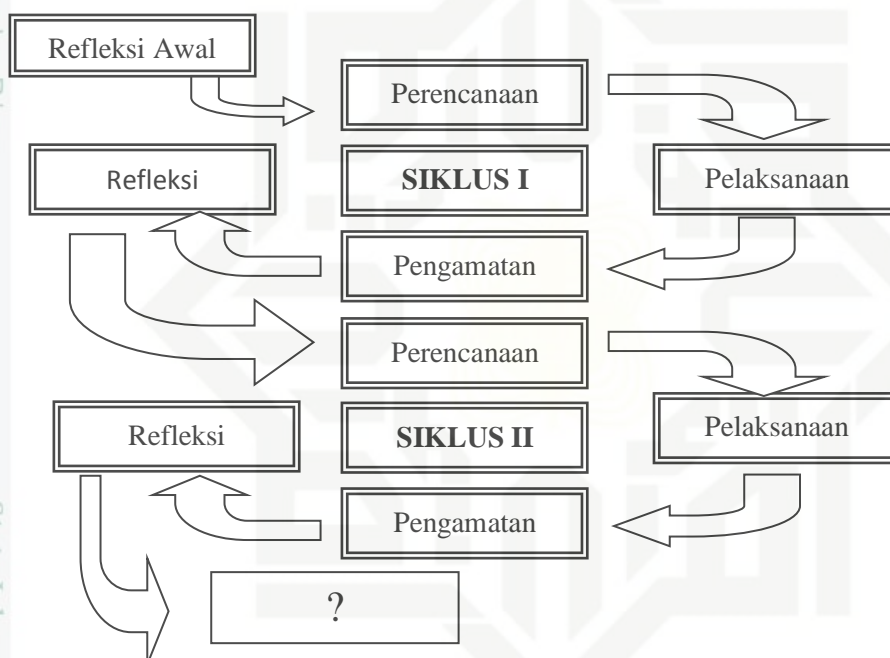 Refleksi Awal
Perencanaan
Refleksi
SIKLUS I
Pelaksanaan
Pengamatan
Perencanaan
Refleksi
SIKLUS II
Pelaksanaan
Pengamatan
?